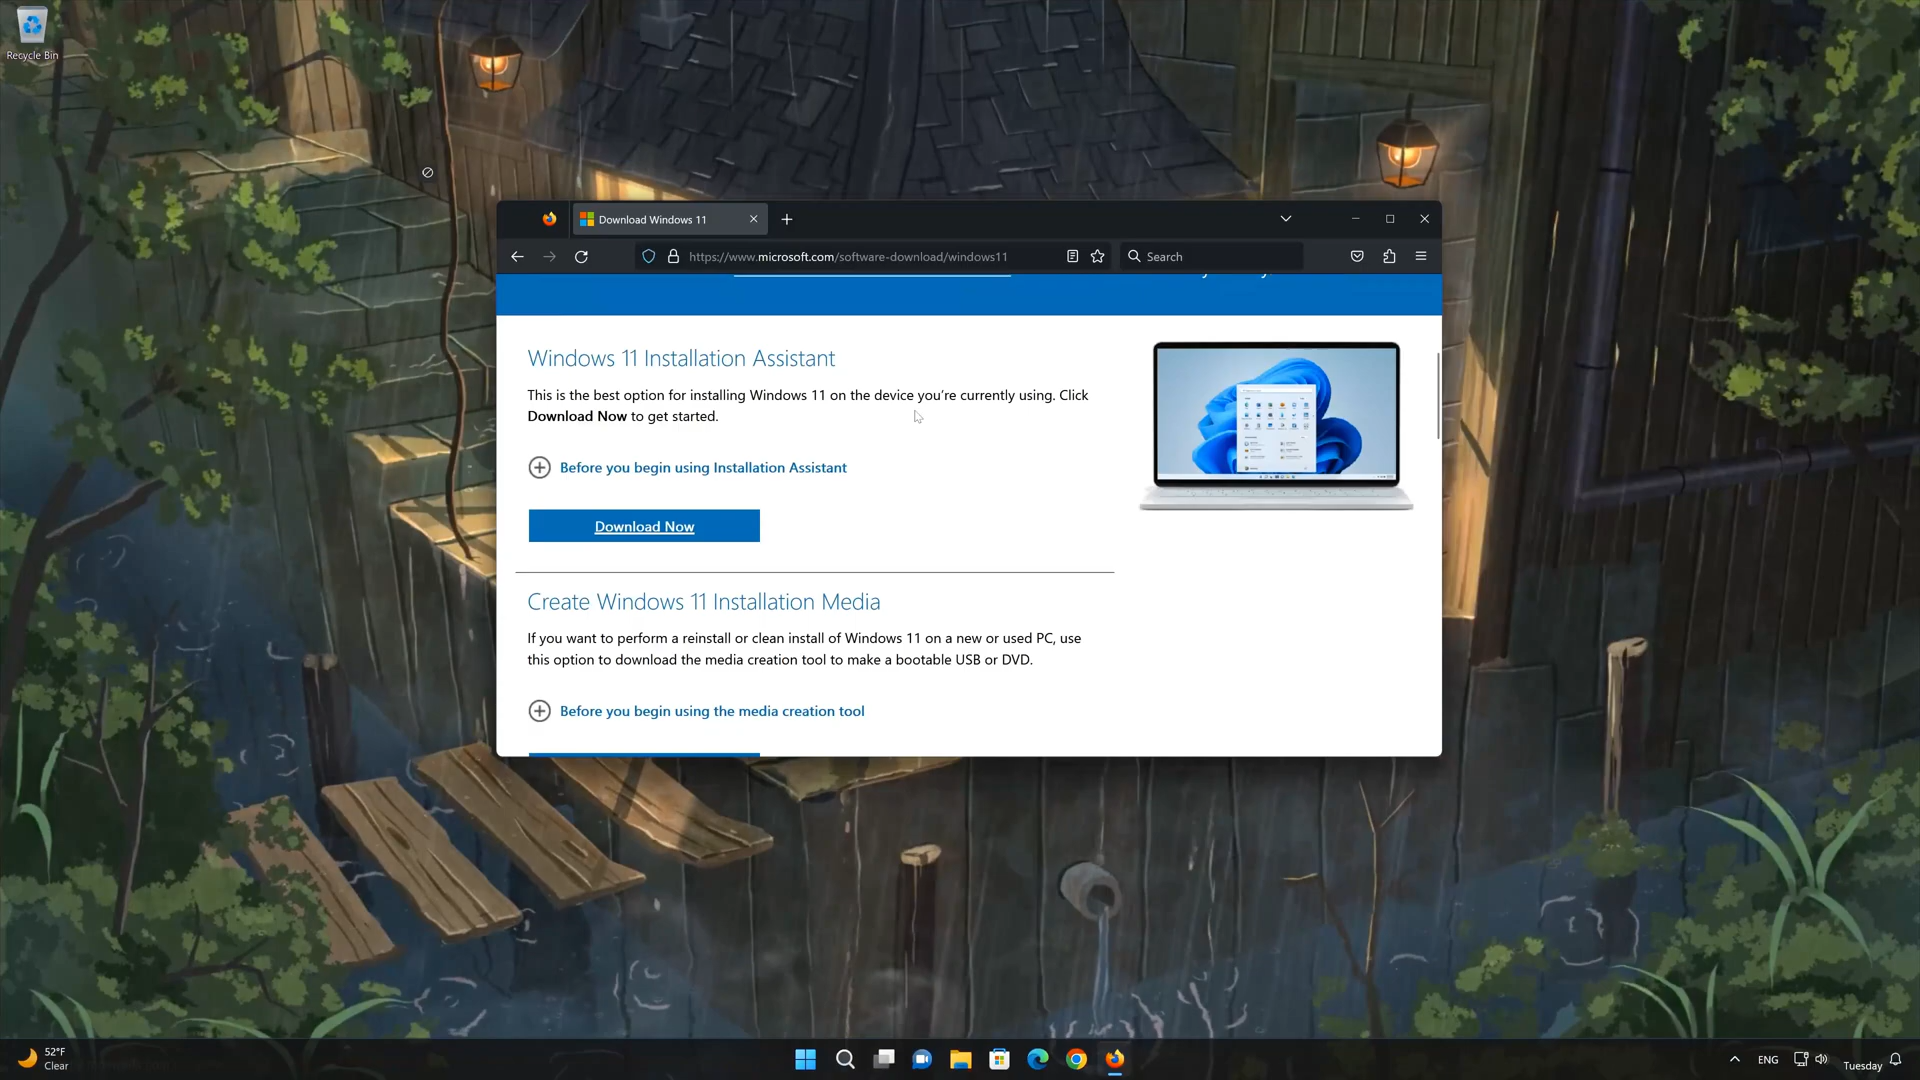 Recycle Bin
Download Windows 11
https://www.microsoft.com/software-download/windows11
Search
Windows 11 Installation Assistant
This is the best option for installing Windows 11 on the device you’re currently using. Click
Download Now to get started.
Before you begin using Installation Assistant
Download Now
Create Windows 11 Installation Media
If you want to perform a reinstall or clean install of Windows 11 on a new or used PC, use
this option to download the media creation tool to make a bootable USB or DVD.
Before you begin using the media creation tool
52°F
Clear
ENG
Tuesday